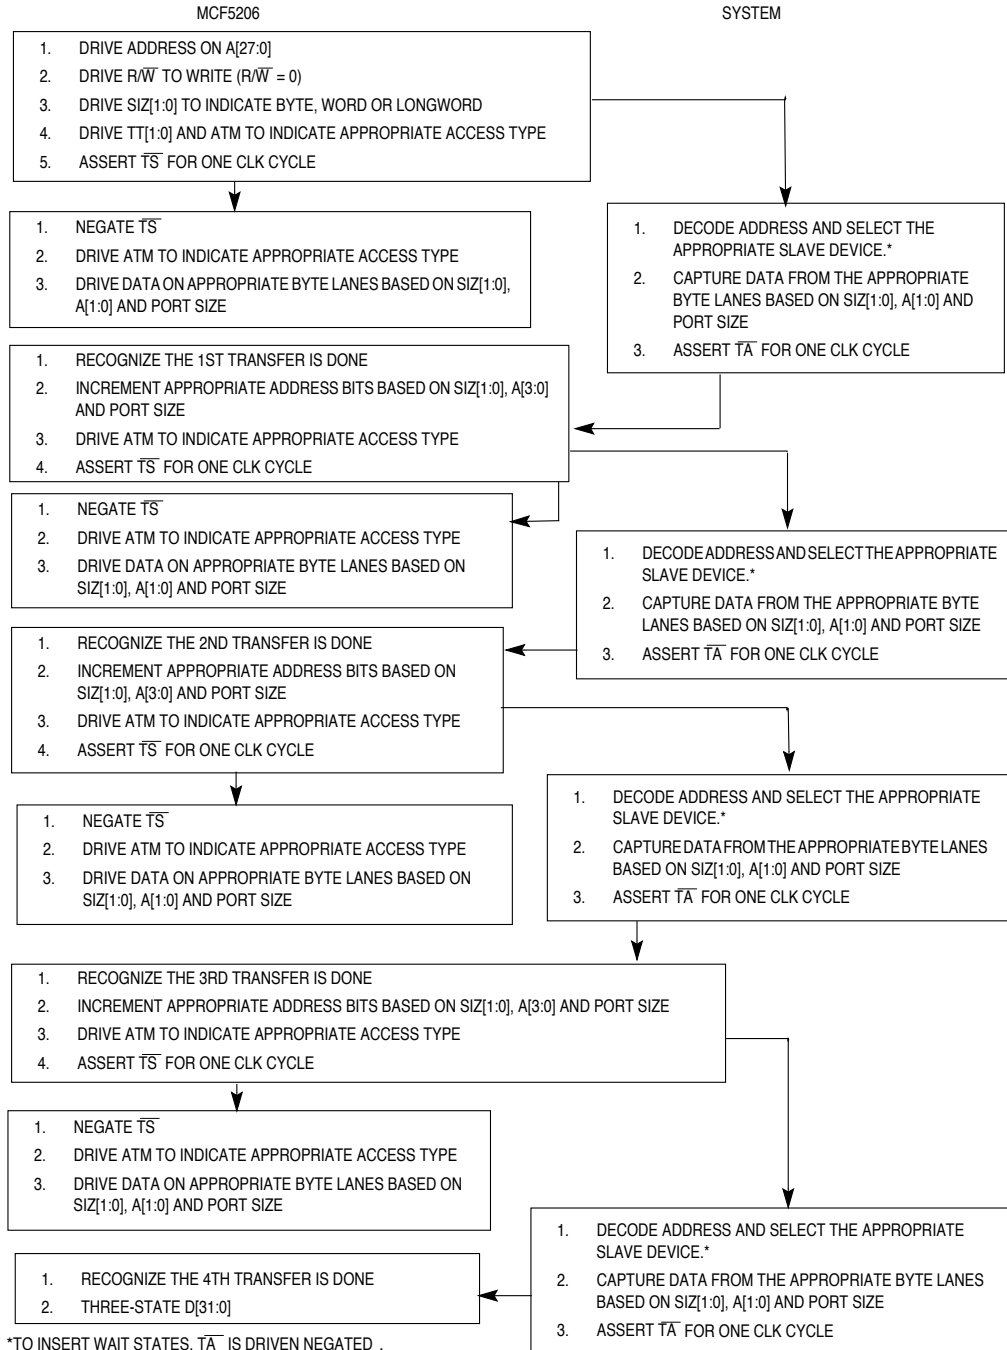 MCF5206
SYSTEM
1. DRIVE ADDRESS ON A[27:0]
2. DRIVE R/W̅ TO WRITE (R/W̅ = 0)
3. DRIVE SIZ[1:0] TO INDICATE BYTE, WORD OR LONGWORD
4. DRIVE TT[1:0] AND ATM TO INDICATE APPROPRIATE ACCESS TYPE
5. ASSERT T̅S̅ FOR ONE CLK CYCLE
1. NEGATE T̅S̅
2. DRIVE ATM TO INDICATE APPROPRIATE ACCESS TYPE
3. DRIVE DATA ON APPROPRIATE BYTE LANES BASED ON SIZ[1:0],
A[1:0] AND PORT SIZE
1. DECODE ADDRESS AND SELECT THE
APPROPRIATE SLAVE DEVICE.*
2. CAPTURE DATA FROM THE APPROPRIATE
BYTE LANES BASED ON SIZ[1:0], A[1:0] AND
PORT SIZE
3. ASSERT T̅A̅ FOR ONE CLK CYCLE
1. RECOGNIZE THE 1ST TRANSFER IS DONE
2. INCREMENT APPROPRIATE ADDRESS BITS BASED ON SIZ[1:0], A[3:0]
AND PORT SIZE
3. DRIVE ATM TO INDICATE APPROPRIATE ACCESS TYPE
4. ASSERT T̅S̅ FOR ONE CLK CYCLE
1. NEGATE T̅S̅
2. DRIVE ATM TO INDICATE APPROPRIATE ACCESS TYPE
3. DRIVE DATA ON APPROPRIATE BYTE LANES BASED ON
SIZ[1:0], A[1:0] AND PORT SIZE
1. DECODE ADDRESS AND SELECT THE APPROPRIATE
SLAVE DEVICE.*
2. CAPTURE DATA FROM THE APPROPRIATE BYTE
LANES BASED ON SIZ[1:0], A[1:0] AND PORT SIZE
3. ASSERT T̅A̅ FOR ONE CLK CYCLE
1. RECOGNIZE THE 2ND TRANSFER IS DONE
2. INCREMENT APPROPRIATE ADDRESS BITS BASED ON
SIZ[1:0], A[3:0] AND PORT SIZE
3. DRIVE ATM TO INDICATE APPROPRIATE ACCESS TYPE
4. ASSERT T̅S̅ FOR ONE CLK CYCLE
1. NEGATE T̅S̅
2. DRIVE ATM TO INDICATE APPROPRIATE ACCESS TYPE
3. DRIVE DATA ON APPROPRIATE BYTE LANES BASED ON
SIZ[1:0], A[1:0] AND PORT SIZE
1. DECODE ADDRESS AND SELECT THE APPROPRIATE
SLAVE DEVICE.*
2. CAPTURE DATA FROM THE APPROPRIATE BYTE LANES
BASED ON SIZ[1:0], A[1:0] AND PORT SIZE
3. ASSERT T̅A̅ FOR ONE CLK CYCLE
1. RECOGNIZE THE 3RD TRANSFER IS DONE
2. INCREMENT APPROPRIATE ADDRESS BITS BASED ON SIZ[1:0], A[3:0] AND PORT SIZE
3. DRIVE ATM TO INDICATE APPROPRIATE ACCESS TYPE
4. ASSERT T̅S̅ FOR ONE CLK CYCLE
1. NEGATE T̅S̅
2. DRIVE ATM TO INDICATE APPROPRIATE ACCESS TYPE
3. DRIVE DATA ON APPROPRIATE BYTE LANES BASED ON
SIZ[1:0], A[1:0] AND PORT SIZE
1. DECODE ADDRESS AND SELECT THE APPROPRIATE
SLAVE DEVICE.*
2. CAPTURE DATA FROM THE APPROPRIATE BYTE LANES
BASED ON SIZ[1:0], A[1:0] AND PORT SIZE
3. ASSERT T̅A̅ FOR ONE CLK CYCLE
1. RECOGNIZE THE 4TH TRANSFER IS DONE
2. THREE-STATE D[31:0]
*TO INSERT WAIT STATES, T̅A̅ IS DRIVEN NEGATED .